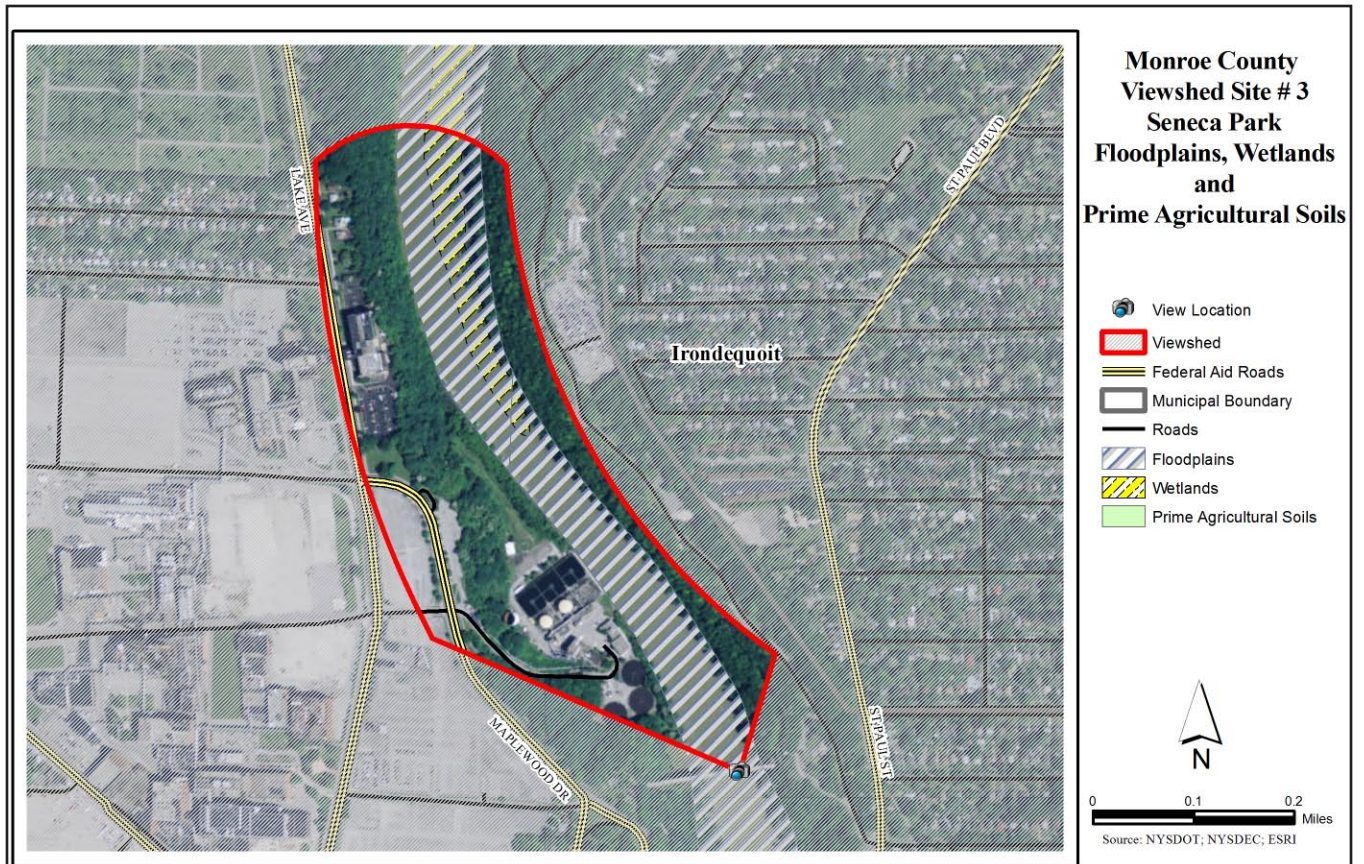 Monroe County
Viewshed Site # 3
Seneca Park
Floodplains, Wetlands
and
Prime Agricultural Soils
View Location
Viewshed
Federal Aid Roads
Municipal Boundary
Roads
Floodplains
Wetlands
Prime Agricultural Soils
N
0 0.1 0.2
Miles
Source: NYSDOT; NYSDEC; ESRI
LAKE AVE
ST PAUL BLVD
Irondequoit
MAPLEWOOD DR
ST PAUL ST